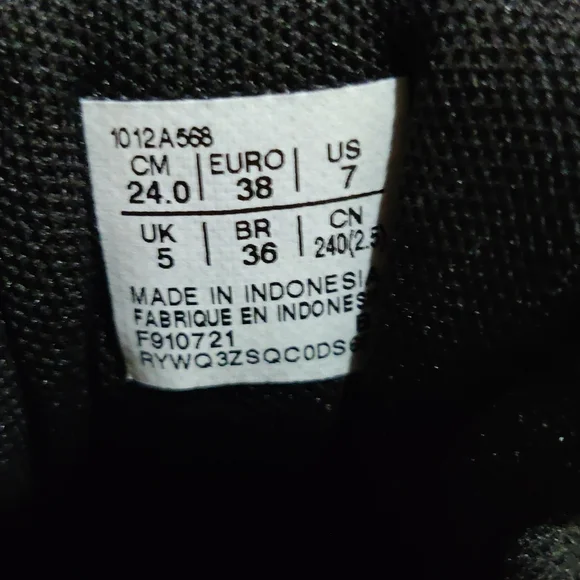 1012A568
CM | EURO | US
24.0 | 38 | 7
UK | BR | CN
5 | 36 | 240(2.5
MADE IN INDONESIA
FABRIQUE EN INDONES
F910721
RYWQ3ZSQC0DS